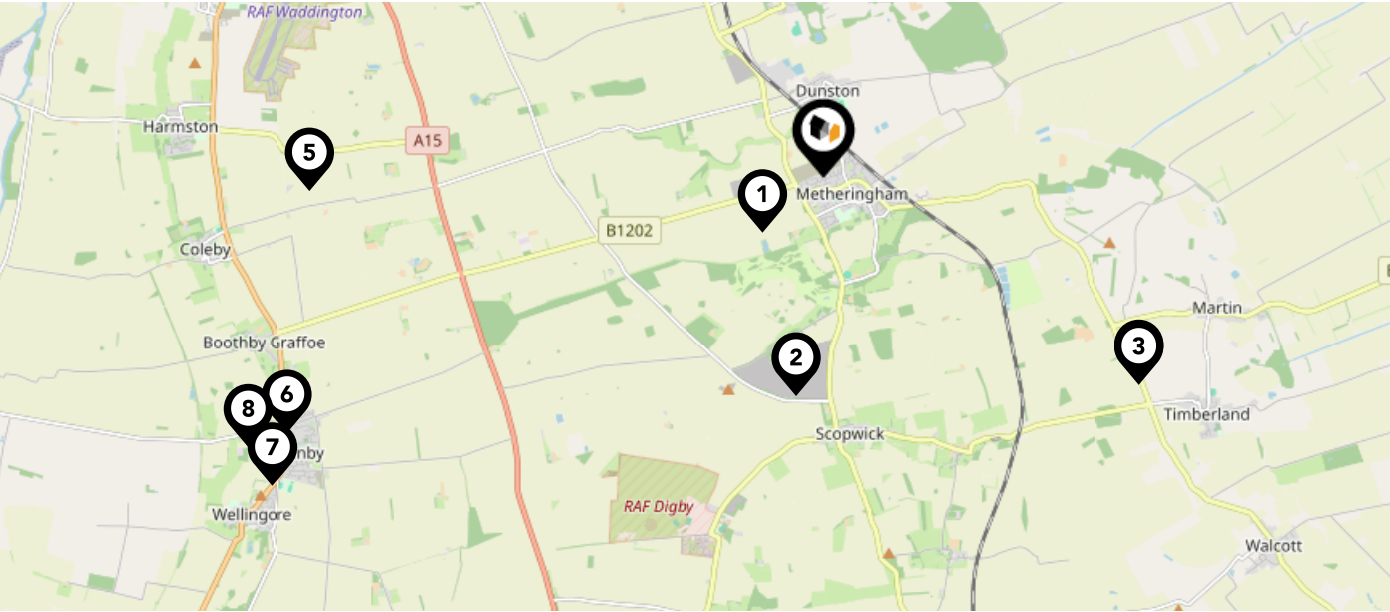 RAF Waddington
Dunston
Harmston
A15
5
1
Metheringham
B1202
Coleby
Martin
Boothby Graffoe
3
2
6
8
Timberland
Scopwick
7
nby
RAF Digby
Wellingore
Walcott